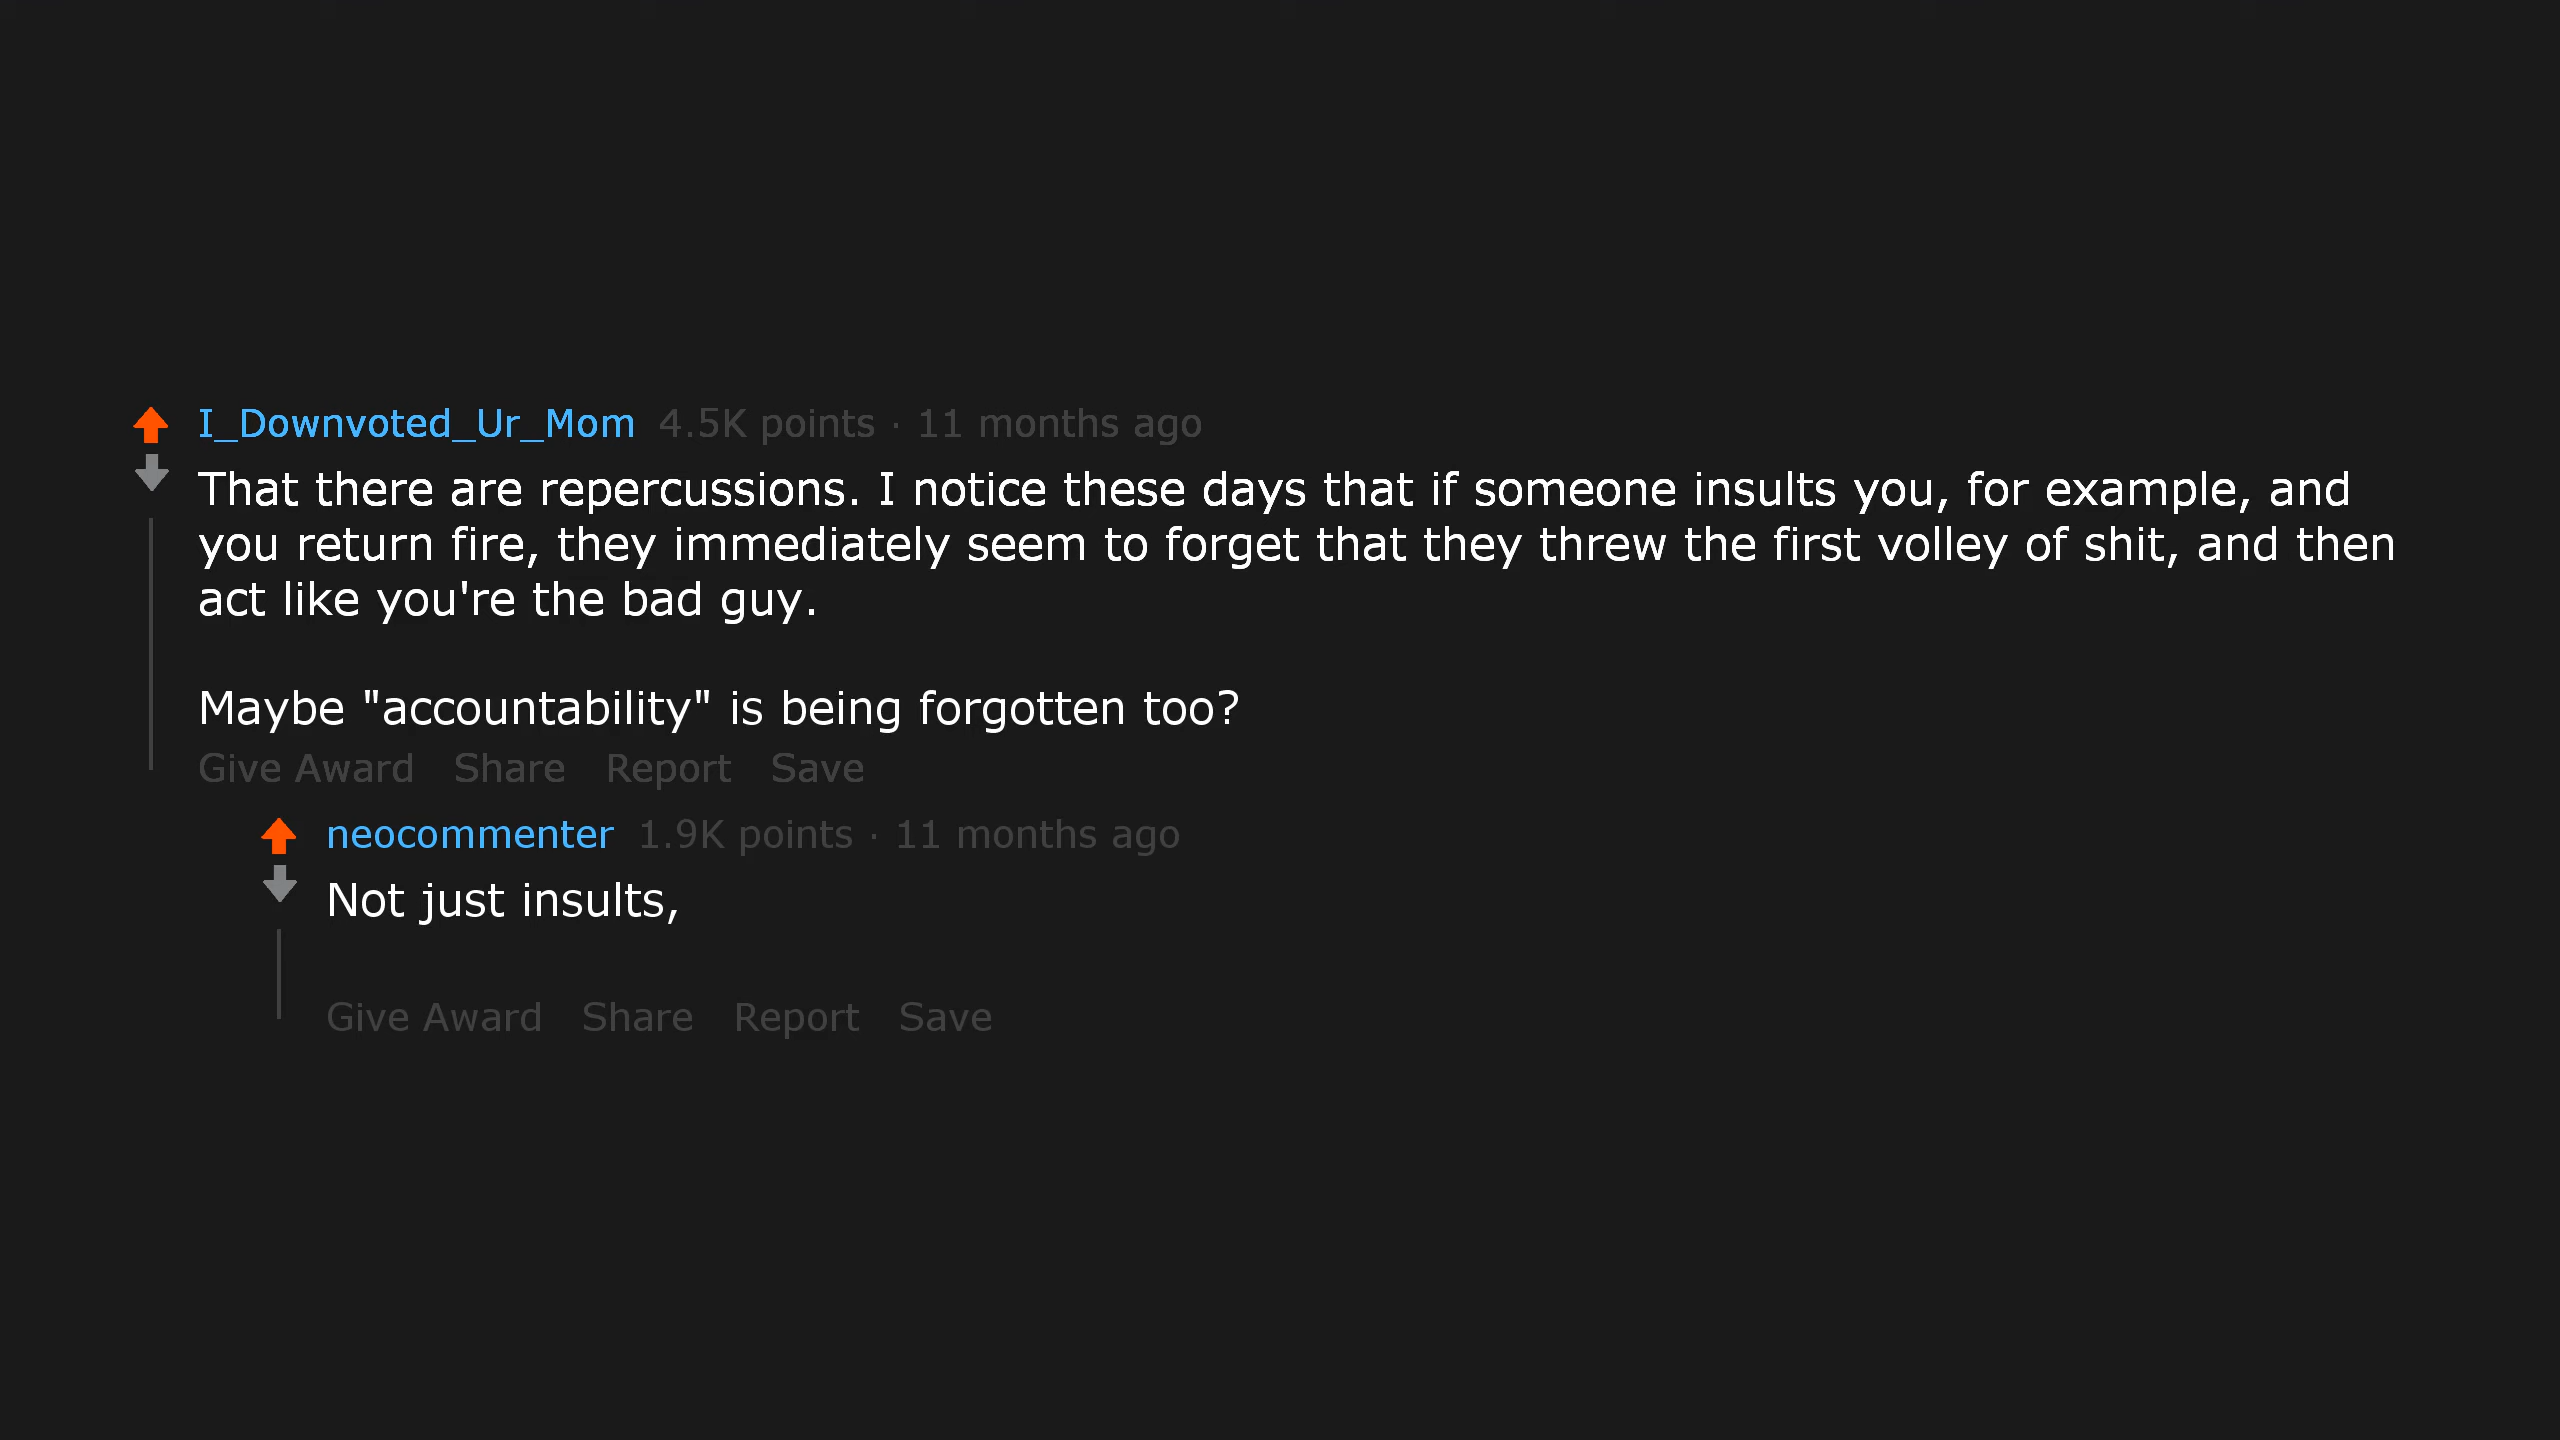 I_Downvoted_Ur_Mom 4.5K points · 11 months ago
That there are repercussions. I notice these days that if someone insults you, for example, and
you return fire, they immediately seem to forget that they threw the first volley of shit, and then
act like you're the bad guy.
Maybe "accountability" is being forgotten too?
Give Award Share Report Save
neocommenter 1.9K points · 11 months ago
Not just insults,
Give Award Share Report Save